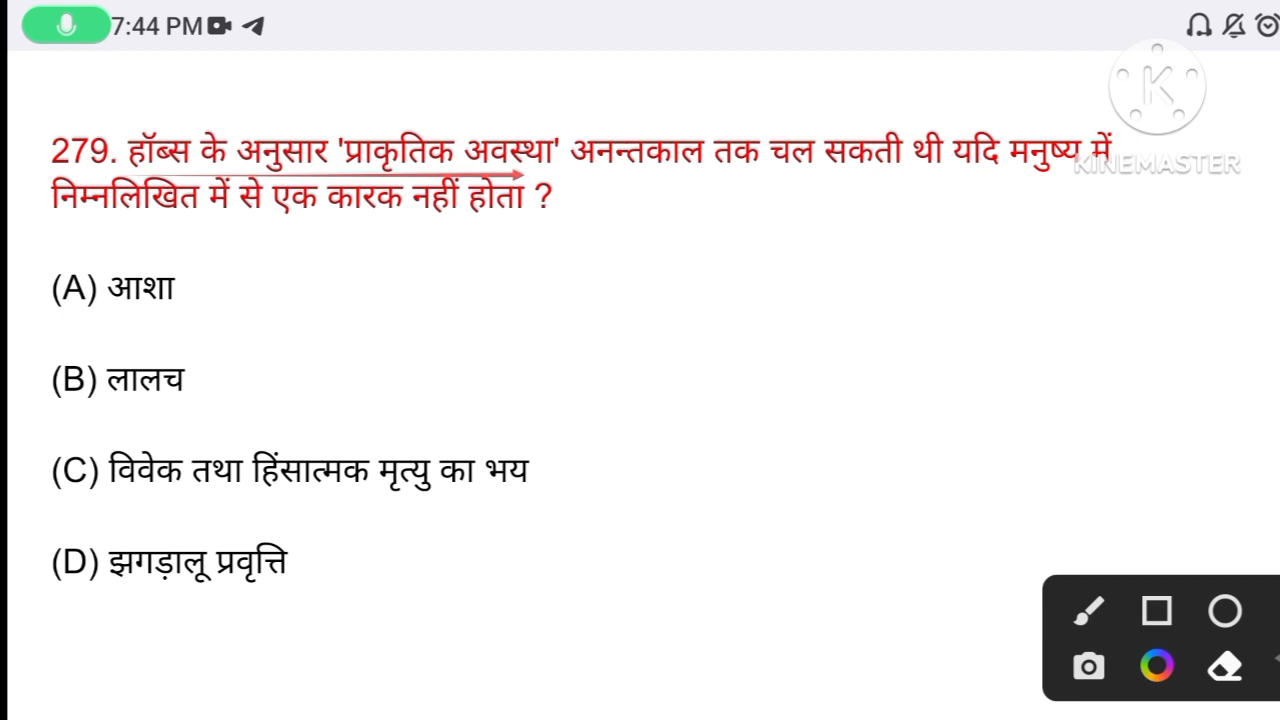 7:44 PM
279. हॉब्स के अनुसार 'प्राकृतिक अवस्था' अनन्तकाल तक चल सकती थी यदि मनुष्य में
निम्नलिखित में से एक कारक नहीं होता ?
K
KINEMASTER
(A) आशा
(B) लालच
(C) विवेक तथा हिंसात्मक मृत्यु का भय
(D) झगड़ालू प्रवृत्ति